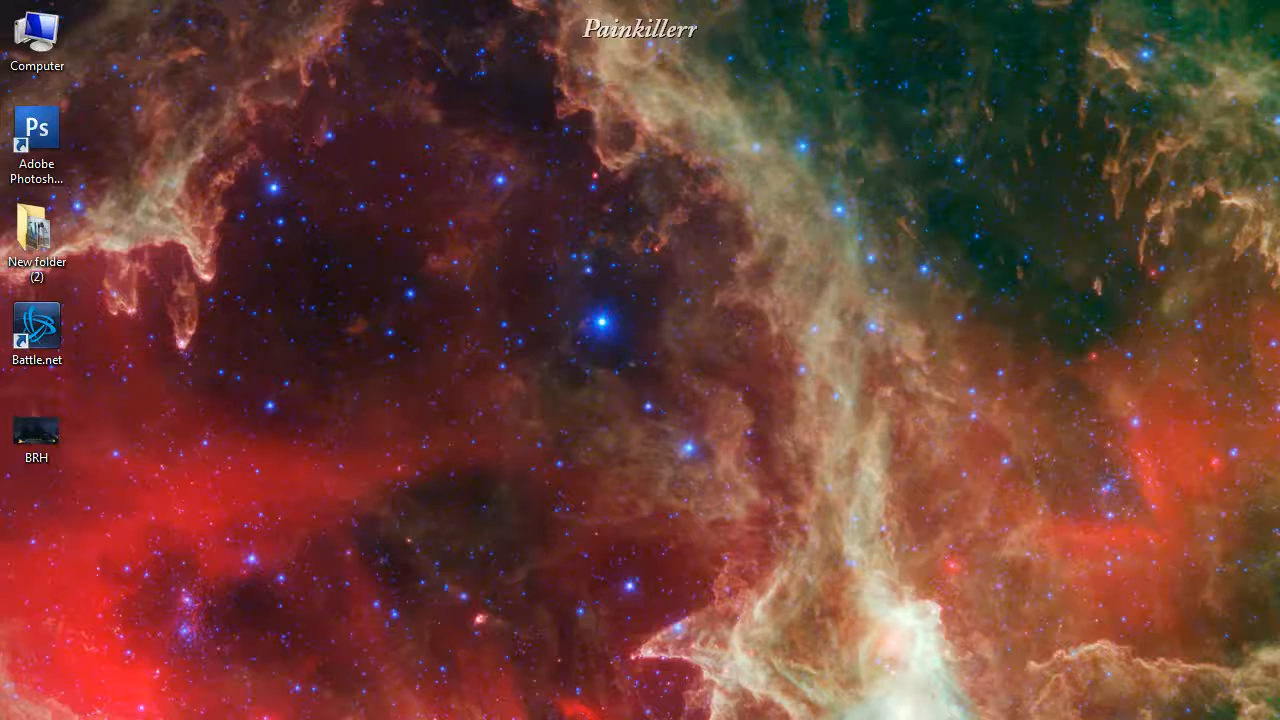 Painkillerr
Computer
Ps
Adobe
Photosh...
New folder
(2)
Battle.net
BRH